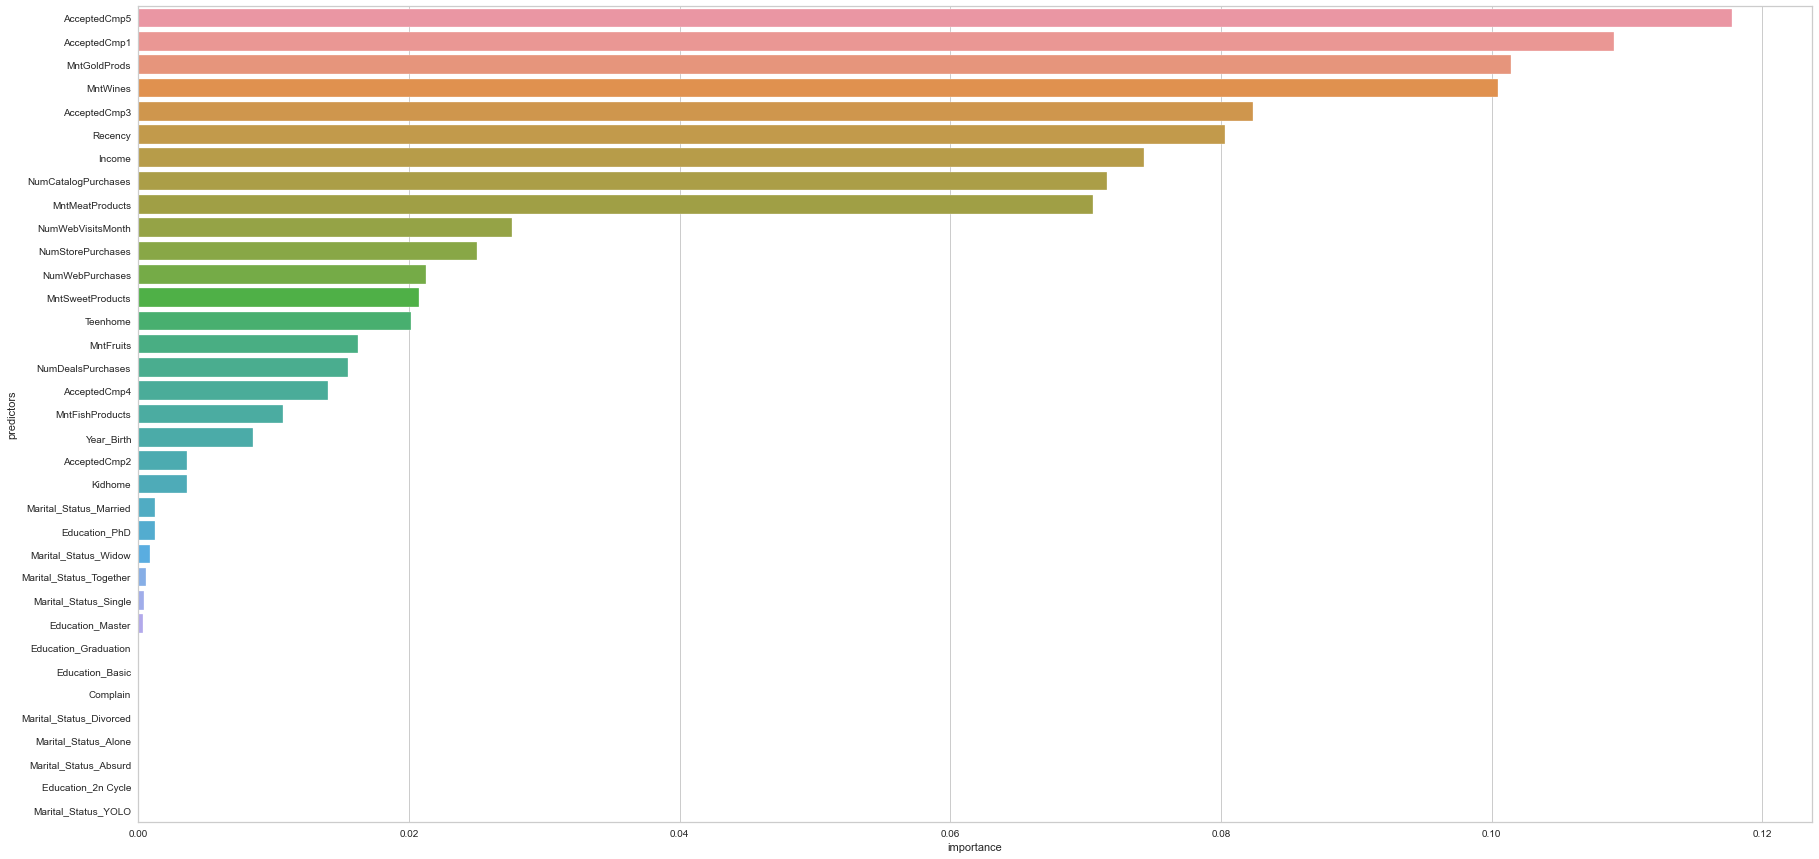 AcceptedCmp5
AcceptedCmp1
MntGoldProds
MntWines
AcceptedCmp3
Recency
Income
NumCatalogPurchases
MntMeatProducts
NumWebVisitsMonth
NumStorePurchases
NumWebPurchases
MntSweetProducts
Teenhome
MntFruits
NumDealsPurchases
AcceptedCmp4
MntFishProducts
Year_Birth
AcceptedCmp2
Kidhome
Marital_Status_Married
Education_PhD
Marital_Status_Widow
Marital_Status_Together
Marital_Status_Single
Education_Master
Education_Graduation
Education_Basic
Complain
Marital_Status_Divorced
Marital_Status_Alone
Marital_Status_Absurd
Education_2n Cycle
Marital_Status_YOLO
predictors
0.00 0.02 0.04 0.06 0.08 0.10 0.12
importance